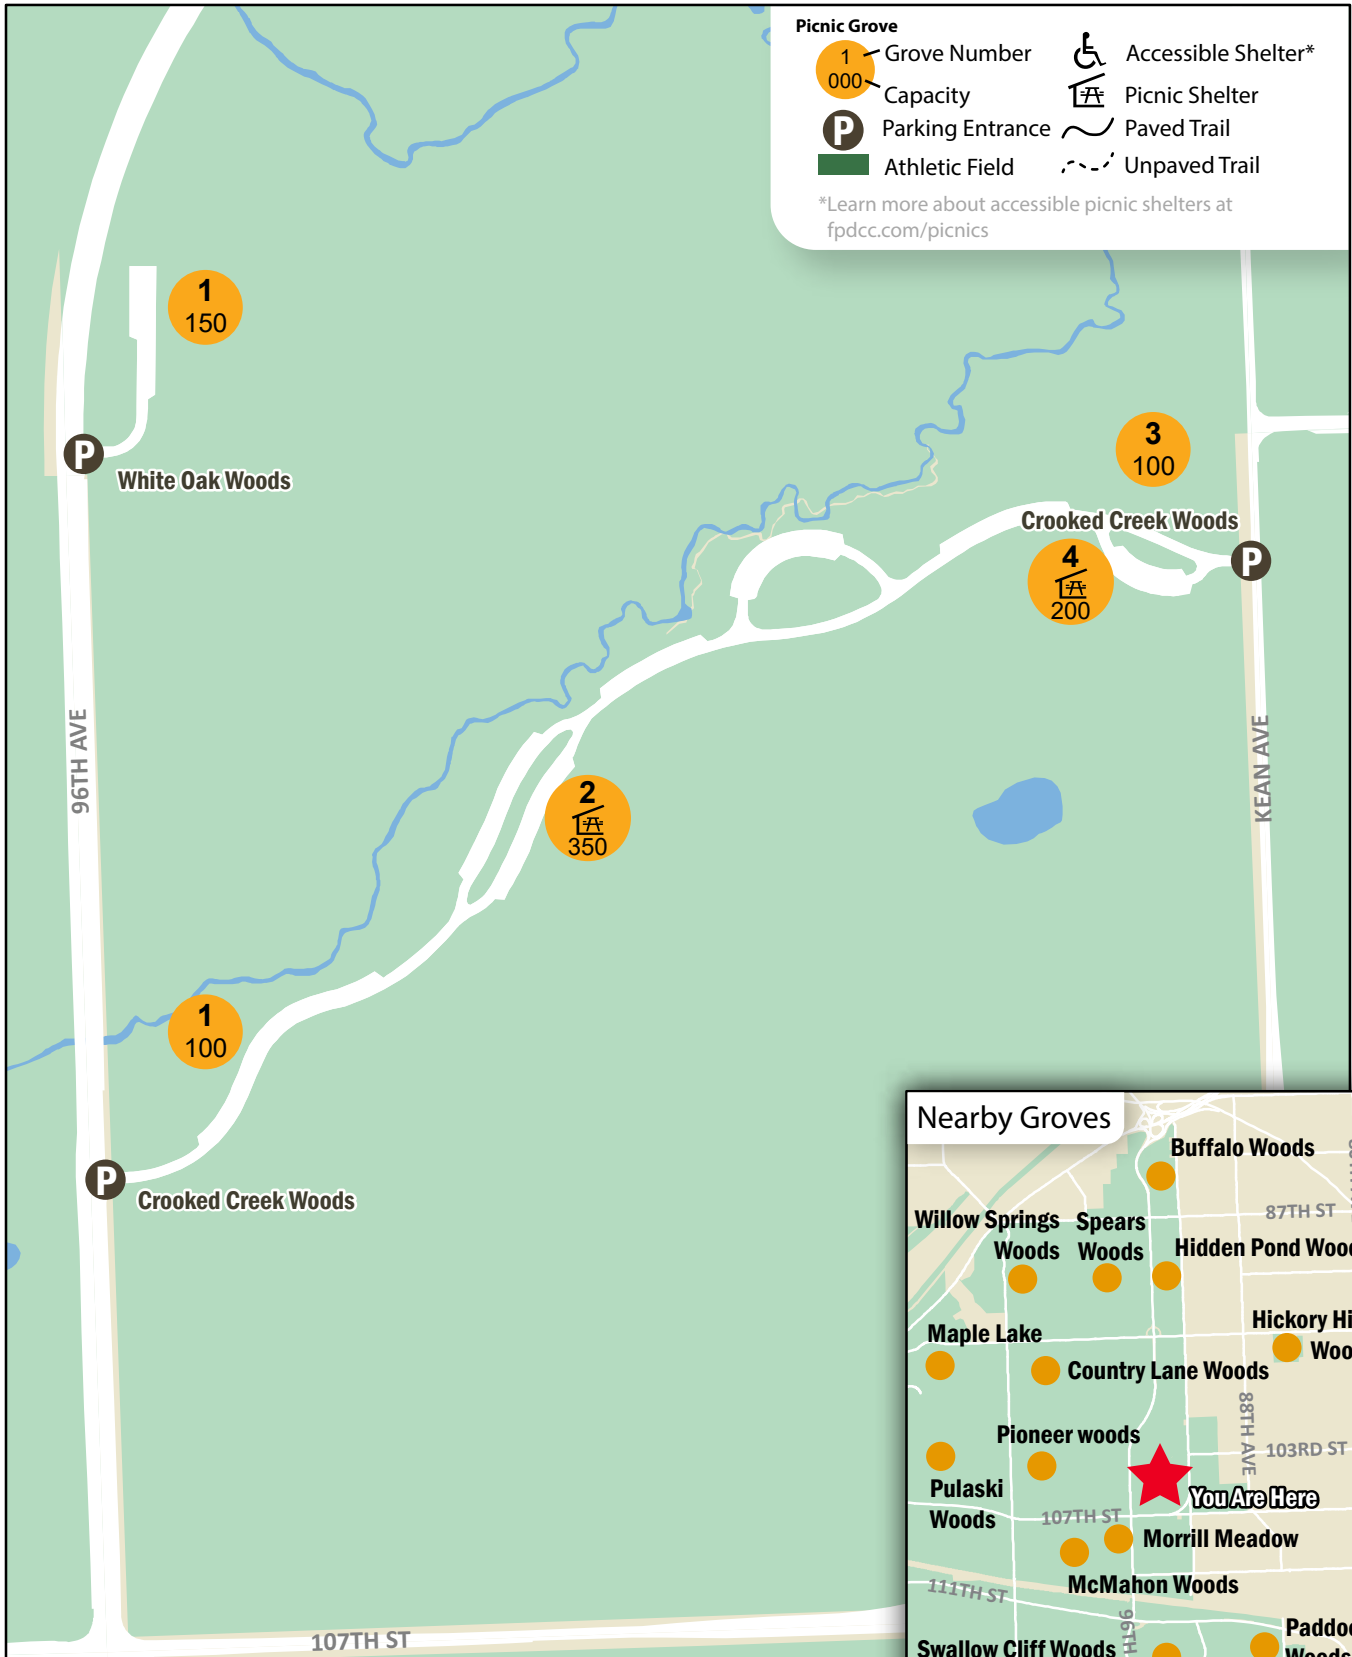 Picnic Grove
1
000
Grove Number
Capacity
P
Parking Entrance
Athletic Field
Accessible Shelter*
Picnic Shelter
Paved Trail
Unpaved Trail
*Learn more about accessible picnic shelters at
fpdcc.com/picnics
1
150
P
White Oak Woods
3
100
Crooked Creek Woods
P
4
200
96TH AVE
KEAN AVE
2
350
1
100
P
Crooked Creek Woods
107TH ST
Nearby Groves
Buffalo Woods
87TH ST
Willow Springs
Woods
Spears
Woods
Hidden Pond Wood
Hickory Hi
Woo
Maple Lake
Country Lane Woods
88TH AVE
Pioneer woods
103RD ST
Pulaski
Woods
You Are Here
107TH ST
Morrill Meadow
McMahon Woods
111TH ST
96TH
Swallow Cliff Woods
Paddoc
Woods